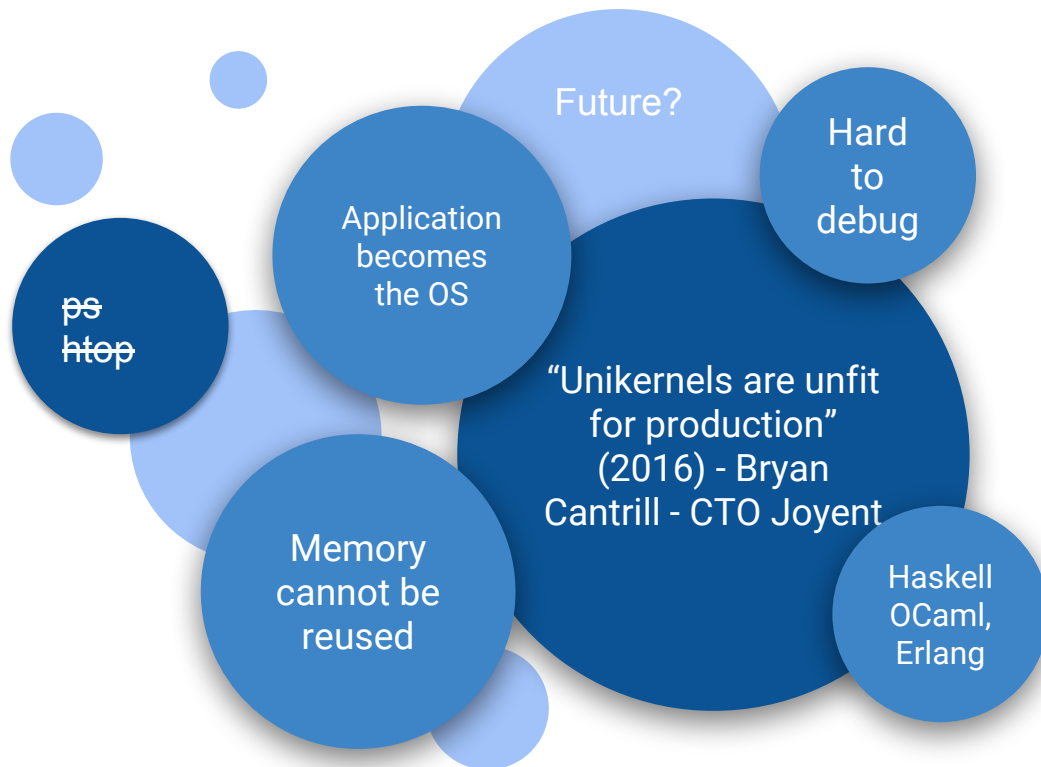 Future?
Hard
to
debug
Application
becomes
the OS
ps
htop
“Unikernels are unfit
for production”
(2016) - Bryan
Cantrill - CTO Joyent
Memory
cannot be
reused
Haskell
OCaml,
Erlang